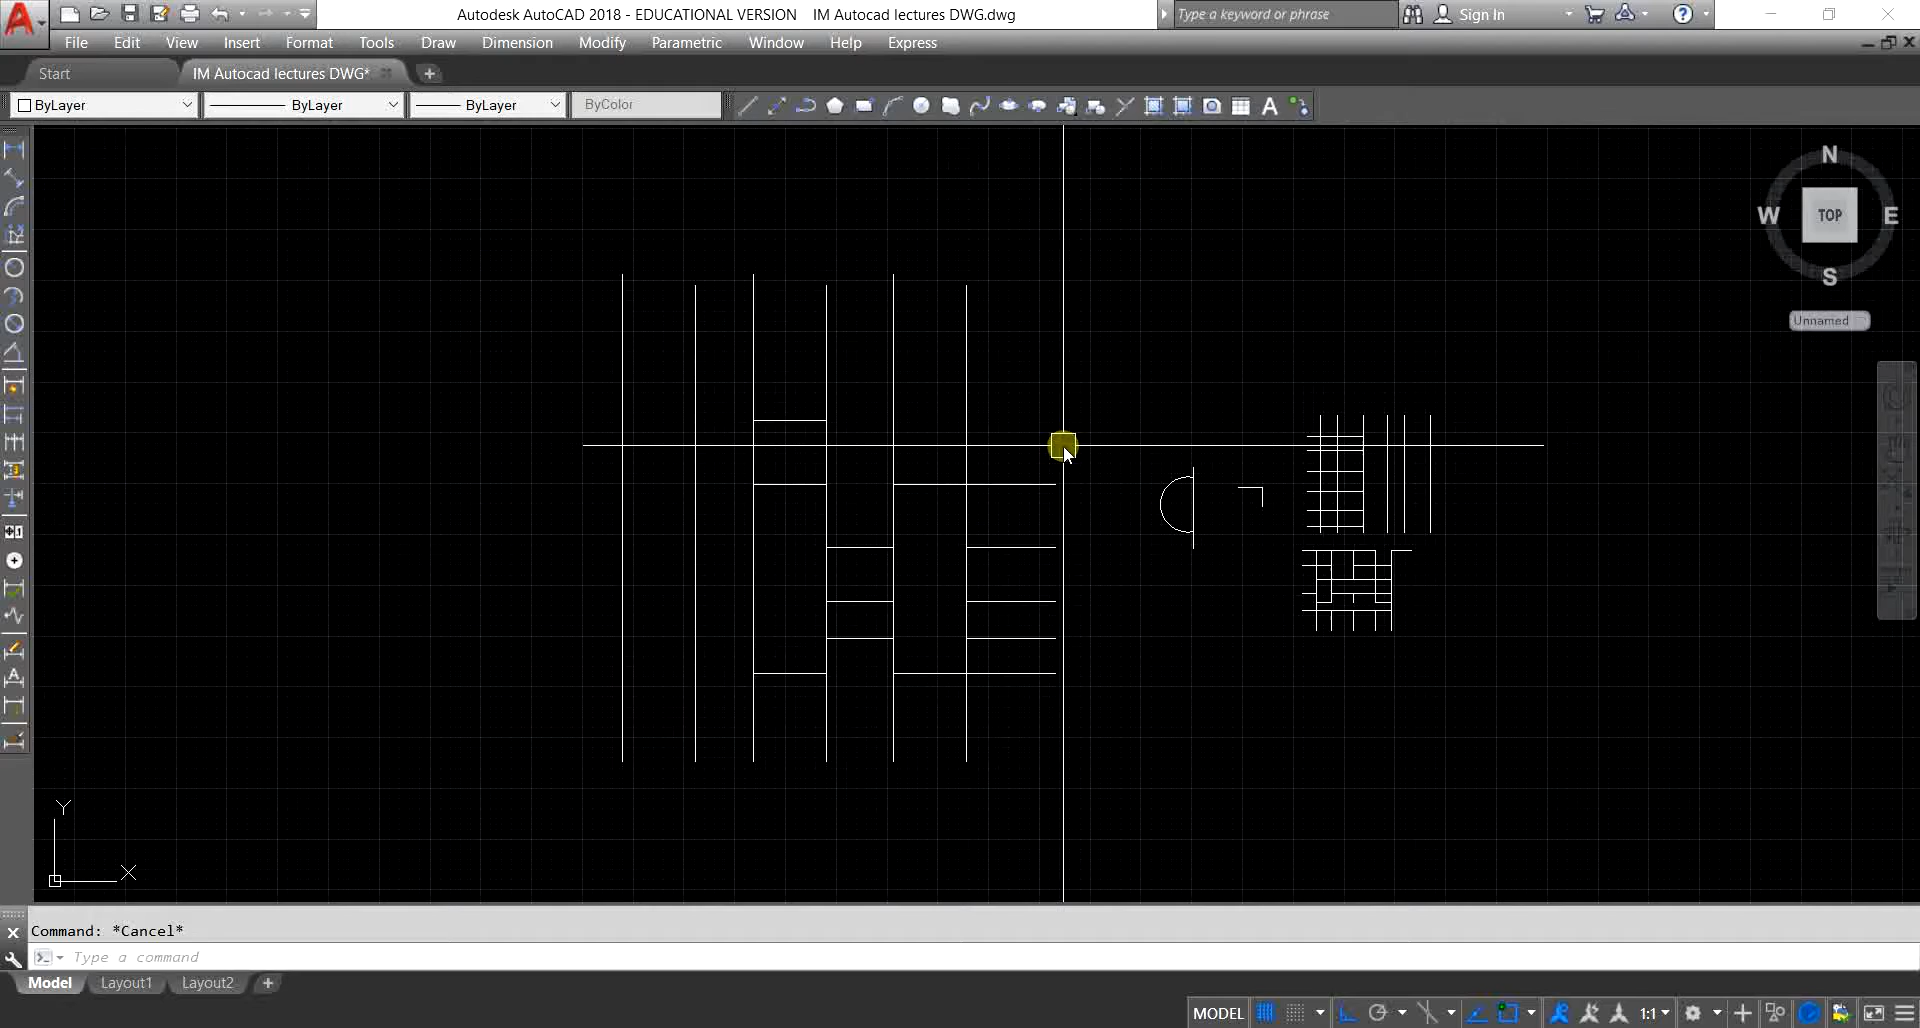 Autodesk AutoCAD 2018 - EDUCATIONAL VERSION IM Autocad lectures DWG.dwg
Type a keyword or phrase
Sign In
File Edit View Insert Format Tools Draw Dimension Modify Parametric Window Help Express
Start IM Autocad lectures DWG*
ByLayer ByLayer ByLayer ByColor A
N
W TOP E
S
Unnamed
A
Y
X
Command: *Cancel*
Type a command
Model Layout1 Layout2
MODEL 1:1